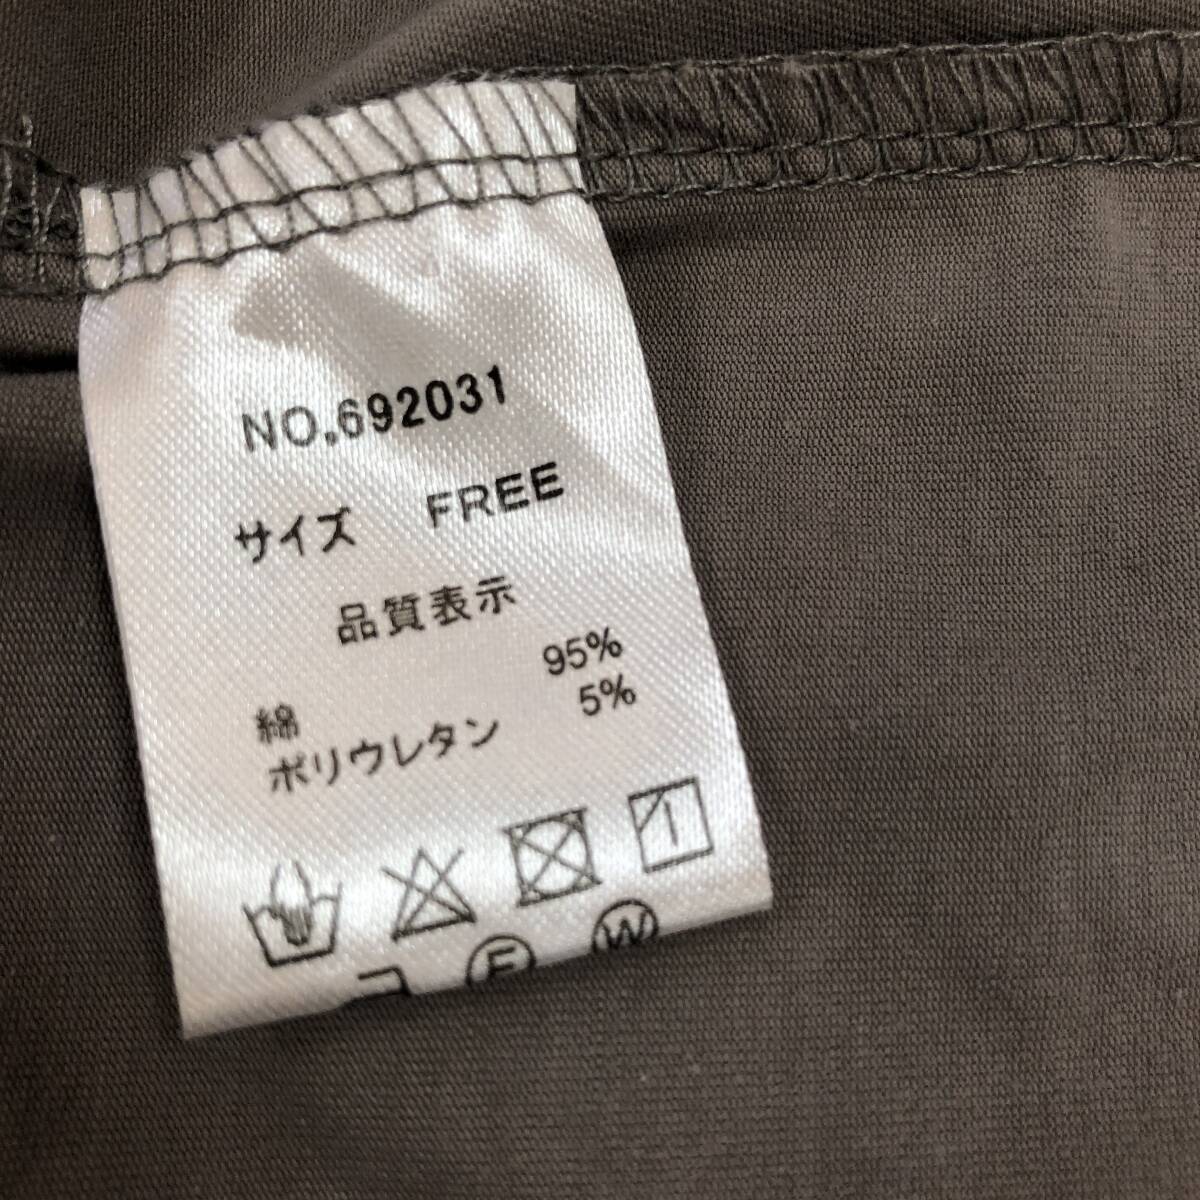 NO.692031
サイズ FREE
品質表示
綿 95%
ポリウレタン 5%
F W